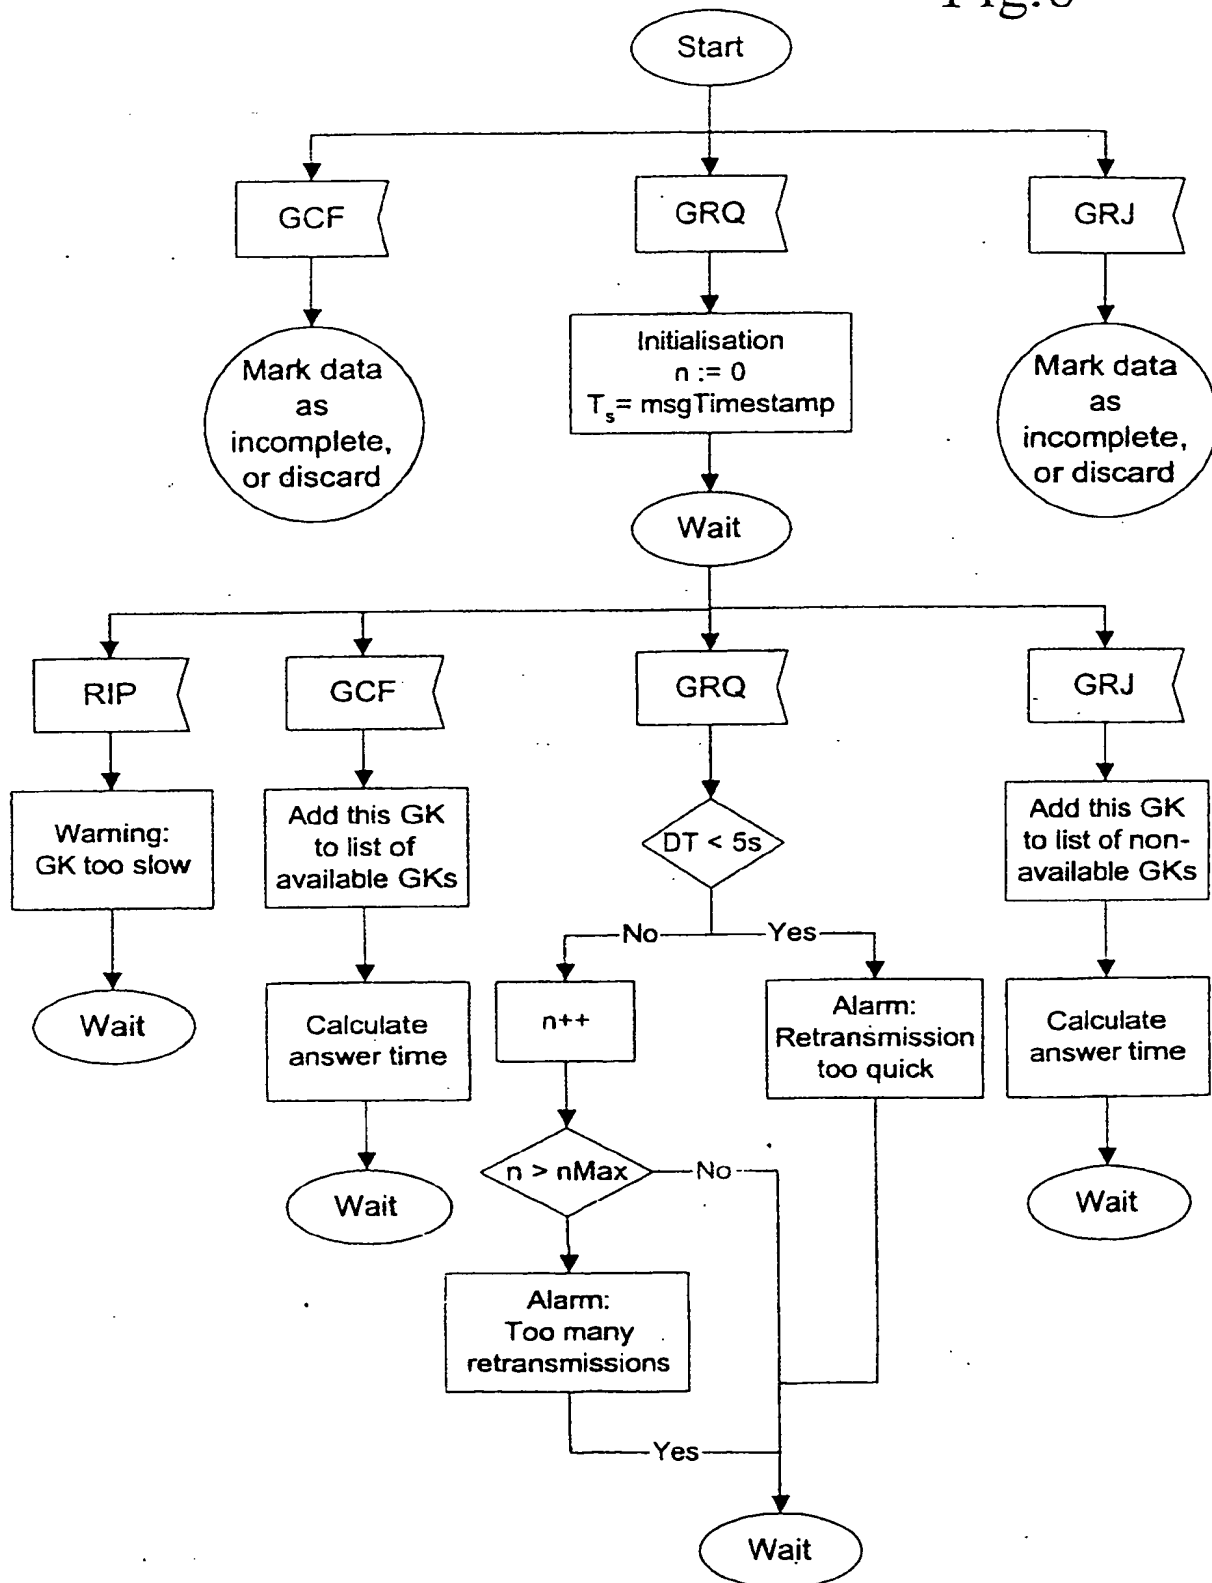 Start
GCF
GRQ
GRJ
Mark data
as
incomplete,
or discard
Initialisation
n := 0
Ts= msgTimestamp
Mark data
as
incomplete,
or discard
Wait
RIP
GCF
GRQ
GRJ
Warning:
GK too slow
Add this GK
to list of
available GKs
DT < 5s
Add this GK
to list of non-
available GKs
No
Yes
Wait
Calculate
answer time
n++
Alarm:
Retransmission
too quick
Calculate
answer time
n > nMax
No
Wait
Wait
Alarm:
Too many
retransmissions
Yes
Wait